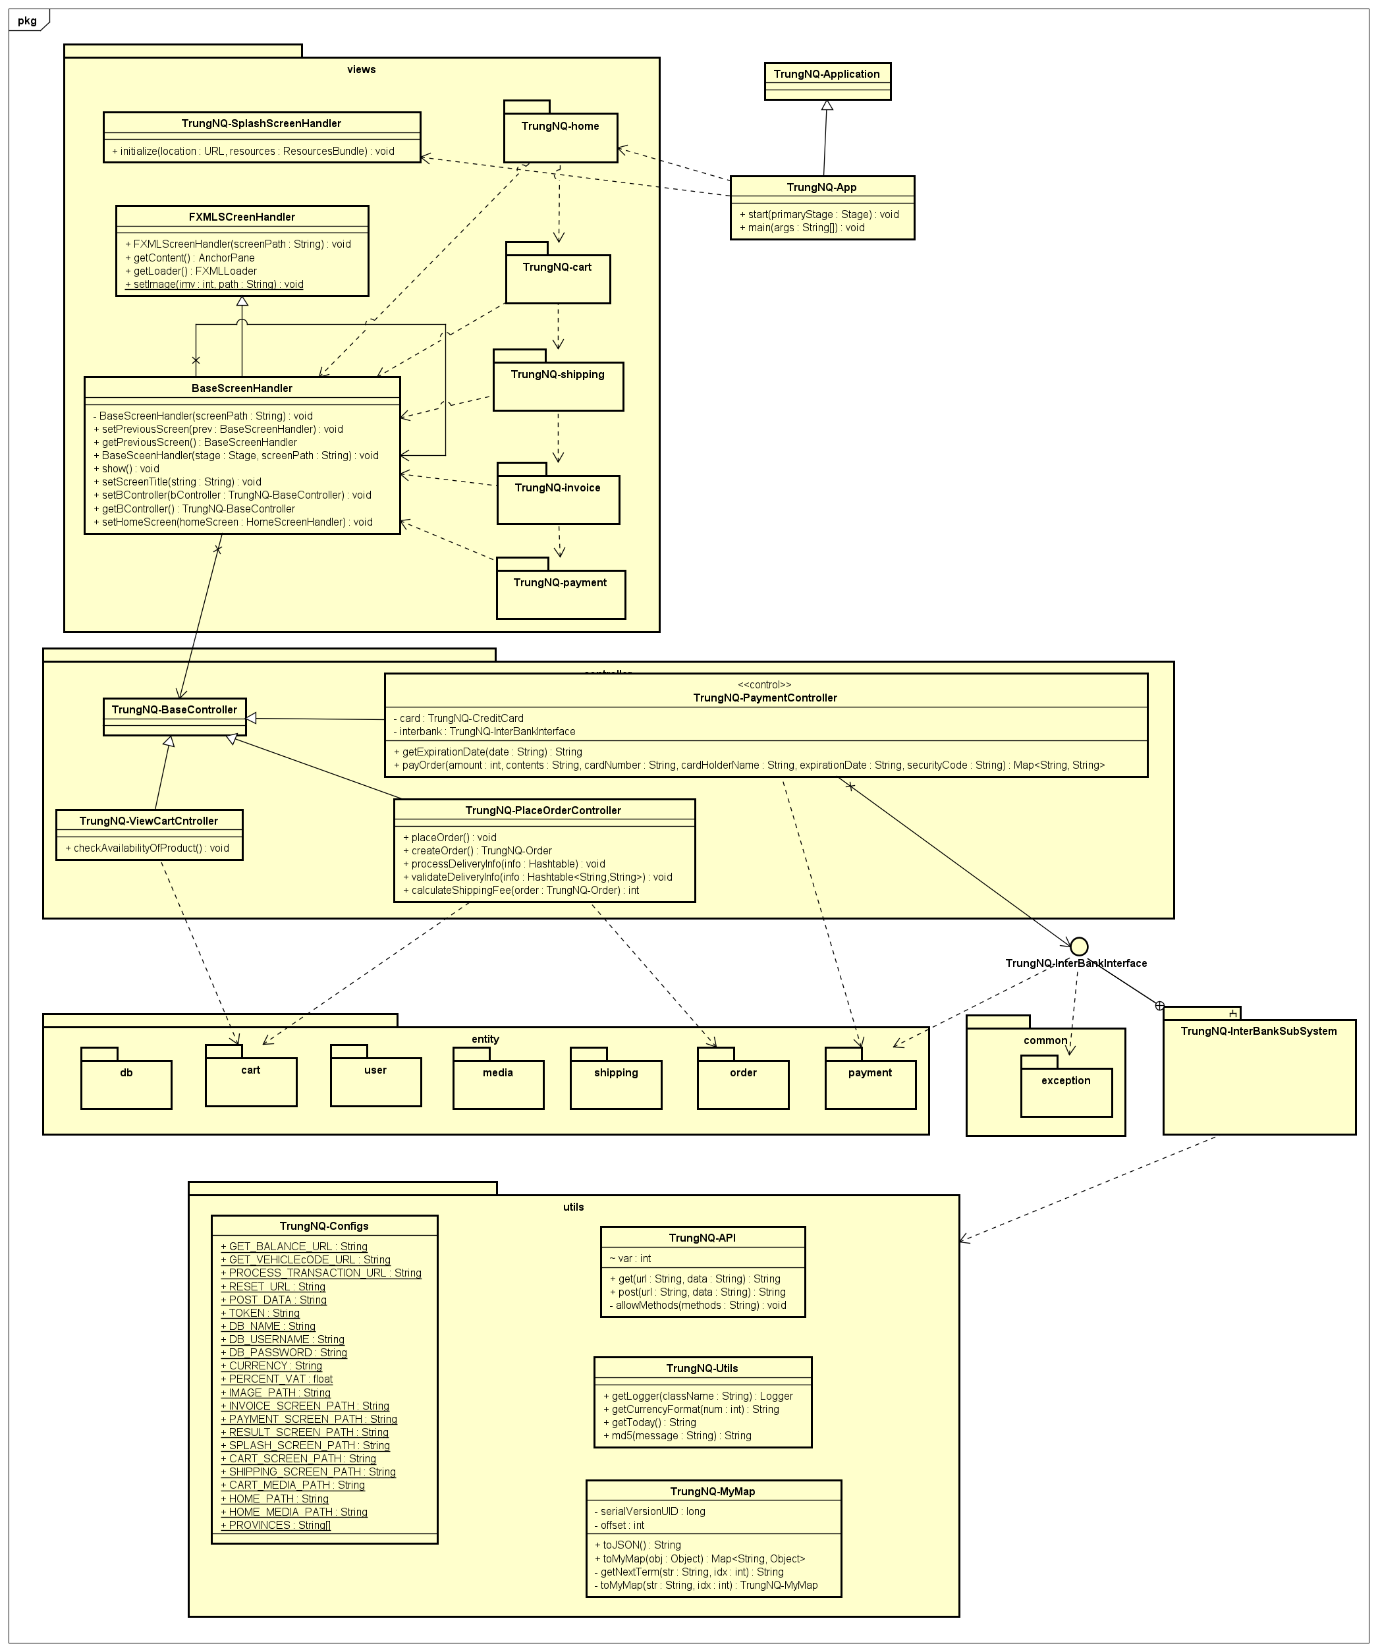 pkg
views
TrungNQ-SplashScreenHandler
+ initialize(location : URL, resources : ResourcesBundle) : void
TrungNQ-home
TrungNQ-Application
TrungNQ-App
+ start(primaryStage : Stage) : void
+ main(args : String[]) : void
FXMLSCreenHandler
+ FXMLScreenHandler(screenPath : String) : void
+ getContent() : AnchorPane
+ getLoader() : FXMLLoader
+ setImage(imv : int, path : String) : void
TrungNQ-cart
TrungNQ-shipping
BaseScreenHandler
- BaseScreenHandler(screenPath : String) : void
+ setPreviousScreen(prev : BaseScreenHandler) : void
+ getPreviousScreen() : BaseScreenHandler
+ BaseSceenHandler(stage : Stage, screenPath : String) : void
+ show() : void
+ setScreenTitle(string : String) : void
+ setBController(bController : TrungNQ-BaseController) : void
+ getBController() : TrungNQ-BaseController
+ setHomeScreen(homeScreen : HomeScreenHandler) : void
TrungNQ-invoice
TrungNQ-payment
TrungNQ-BaseController
<<control>>
TrungNQ-PaymentController
- card : TrungNQ-CreditCard
- interbank : TrungNQ-InterBankInterface
+ getExpirationDate(date : String) : String
+ payOrder(amount : int, contents : String, cardNumber : String, cardHolderName : String, expirationDate : String, securityCode : String) : Map<String, String>
TrungNQ-ViewCartCntroller
+ checkAvailabilityOfProduct() : void
TrungNQ-PlaceOrderController
+ placeOrder() : void
+ createOrder() : TrungNQ-Order
+ processDeliveryInfo(info : Hashtable) : void
+ validateDeliveryInfo(info : Hashtable<String,String>) : void
+ calculateShippingFee(order : TrungNQ-Order) : int
TrungNQ-InterBankInterface
entity
db
cart
user
media
shipping
order
payment
common
exception
TrungNQ-InterBankSubSystem
utils
TrungNQ-Configs
+ GET_BALANCE_URL : String
+ GET_VEHICLEcODE_URL : String
+ PROCESS_TRANSACTION_URL : String
+ RESET_URL : String
+ POST_DATA : String
+ TOKEN : String
+ DB_NAME : String
+ DB_USERNAME : String
+ DB_PASSWORD : String
+ CURRENCY : String
+ PERCENT_VAT : float
+ IMAGE_PATH : String
+ INVOICE_SCREEN_PATH : String
+ PAYMENT_SCREEN_PATH : String
+ RESULT_SCREEN_PATH : String
+ SPLASH_SCREEN_PATH : String
+ CART_SCREEN_PATH : String
+ SHIPPING_SCREEN_PATH : String
+ CART_MEDIA_PATH : String
+ HOME_PATH : String
+ HOME_MEDIA_PATH : String
+ PROVINCES : String[]
TrungNQ-API
~ var : int
+ get(url : String, data : String) : String
+ post(url : String, data : String) : String
- allowMethods(methods : String) : void
TrungNQ-Utils
+ getLogger(className : String) : Logger
+ getCurrencyFormat(num : int) : String
+ getToday() : String
+ md5(message : String) : String
TrungNQ-MyMap
- serialVersionUID : long
- offset : int
+ toJSON() : String
+ toMyMap(obj : Object) : Map<String, Object>
- getNextTerm(str : String, idx : int) : String
- toMyMap(str : String, idx : int) : TrungNQ-MyMap